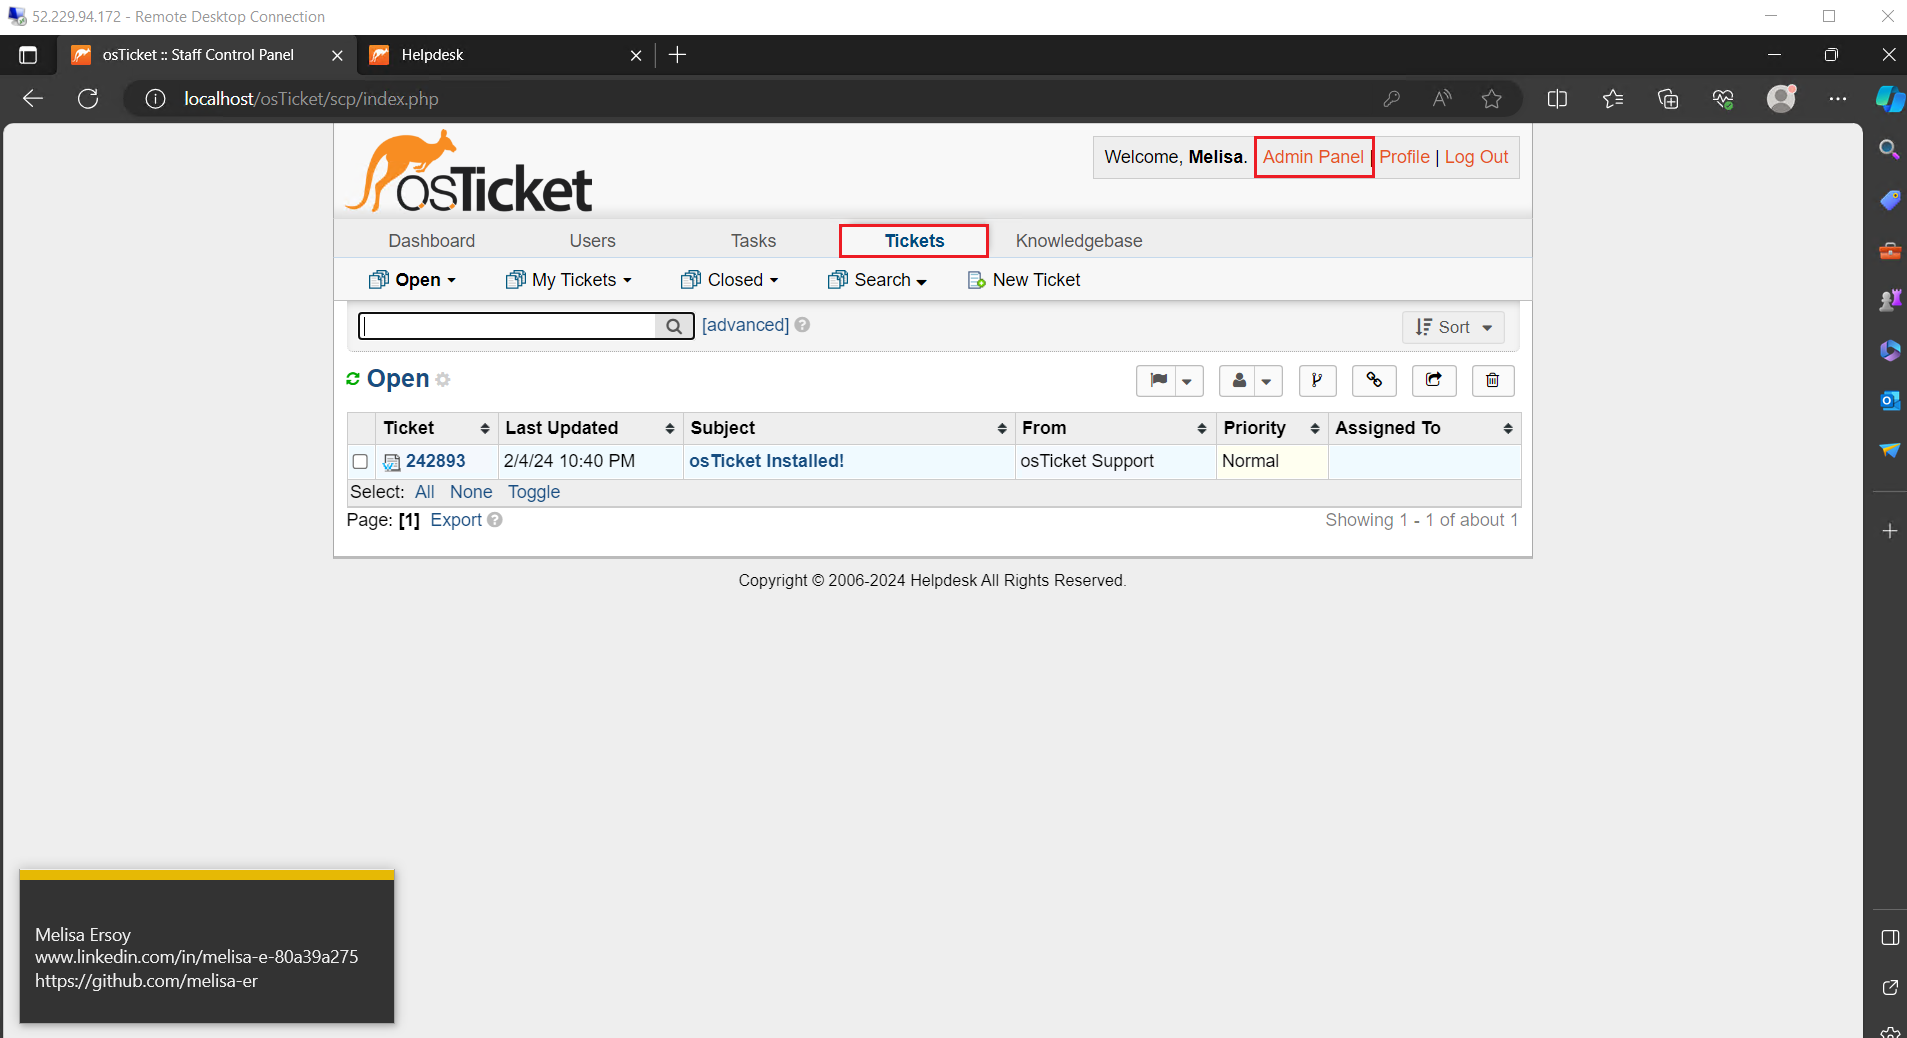 52.229.94.172 - Remote Desktop Connection
osTicket :: Staff Control Panel
Helpdesk
localhost/osTicket/scp/index.php
osTicket
Welcome, Melisa. Admin Panel | Profile | Log Out
Dashboard Users Tasks Tickets Knowledgebase
Open My Tickets Closed Search New Ticket
[advanced] ? Sort
Open
Ticket Last Updated Subject From Priority Assigned To
242893 2/4/24 10:40 PM osTicket Installed! osTicket Support Normal
Select: All None Toggle
Page: [1] Export ? Showing 1 - 1 of about 1
Copyright © 2006-2024 Helpdesk All Rights Reserved.
Melisa Ersoy
www.linkedin.com/in/melisa-e-80a39a275
https://github.com/melisa-er